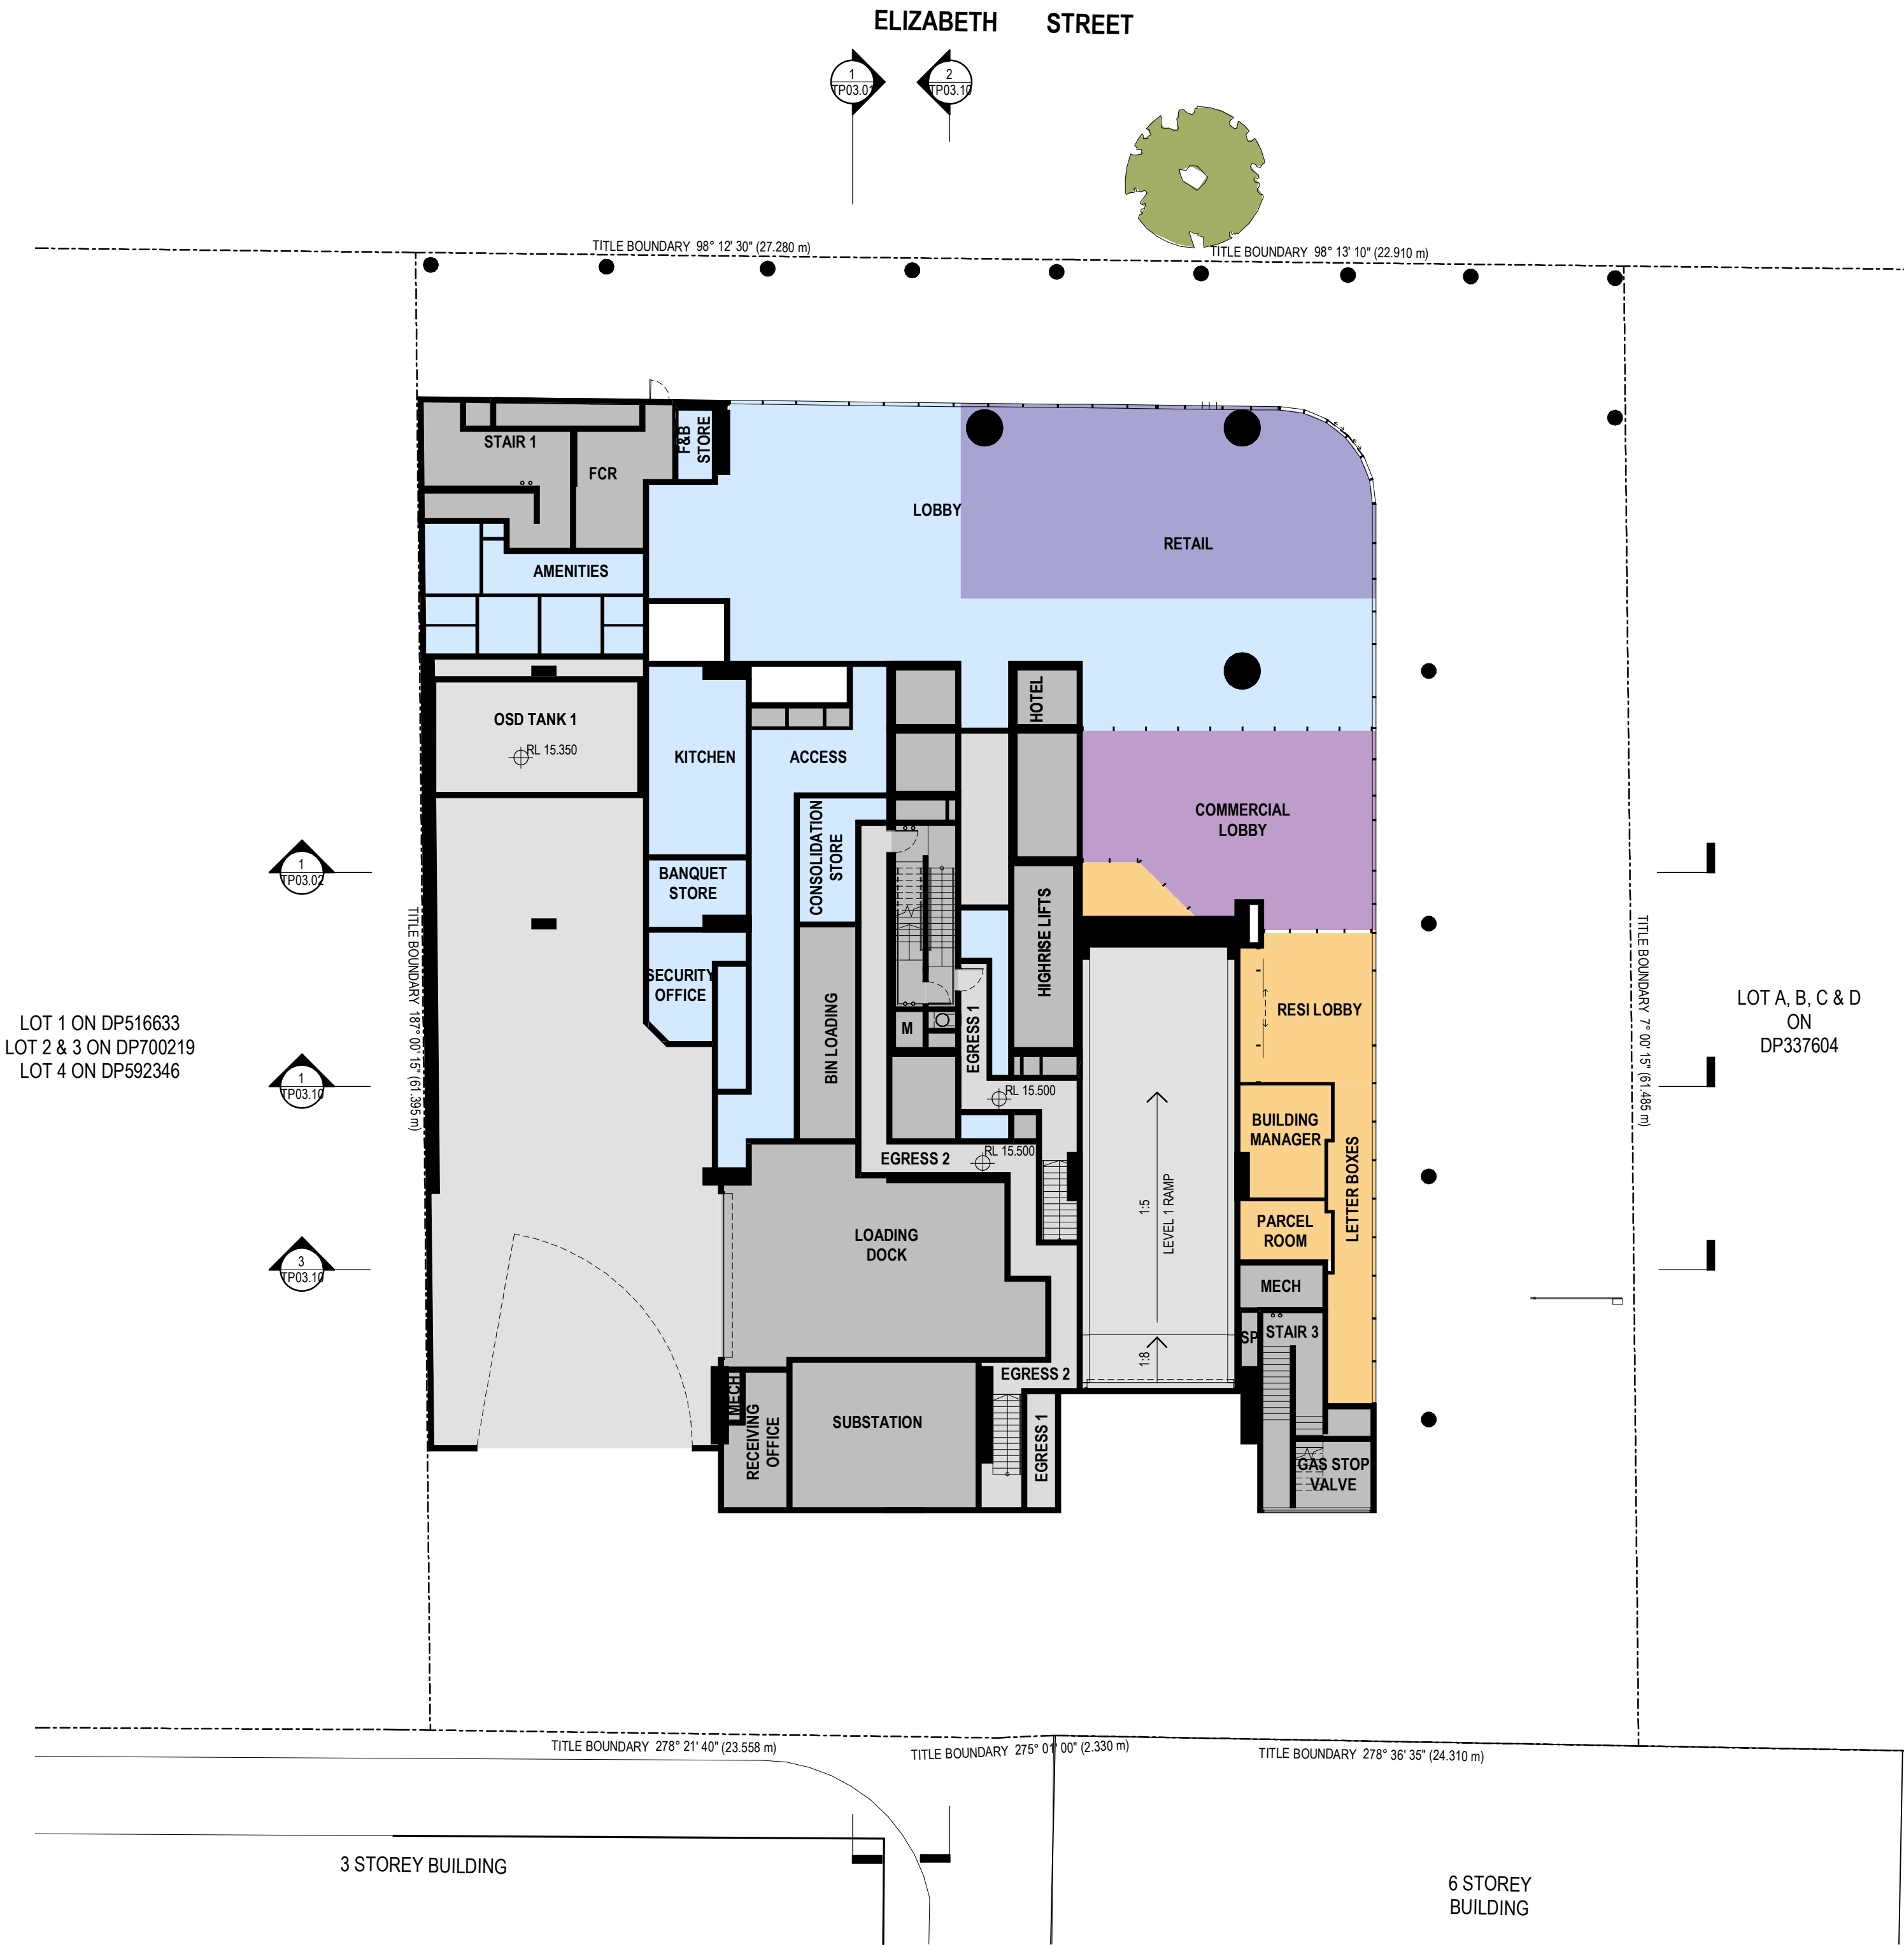 ELIZABETH STREET
1
TP03.01
2
TP03.10
TITLE BOUNDARY 98° 12' 30" (27.280 m)
TITLE BOUNDARY 98° 13' 10" (22.910 m)
STAIR 1
FCR
F&B
STORE
LOBBY
RETAIL
AMENITIES
OSD TANK 1
RL 15.350
KITCHEN
ACCESS
HOTEL
COMMERCIAL
LOBBY
CONSOLIDATION
STORE
1
TP03.02
BANQUET
STORE
HIGHRISE LIFTS
SECURITY
OFFICE
BIN LOADING
M
EGRESS 1
RESI LOBBY
TITLE BOUNDARY 187° 00' 15" (61.395 m)
TITLE BOUNDARY 7° 00' 15" (61.485 m)
LOT 1 ON DP516633
LOT 2 & 3 ON DP700219
LOT 4 ON DP592346
LOT A, B, C & D
ON
DP337604
1
TP03.10
RL 15.500
BUILDING
MANAGER
EGRESS 2
RL 15.500
LETTER BOXES
1:5
LEVEL 1 RAMP
LOADING
DOCK
PARCEL
ROOM
3
TP03.10
MECH
SP
STAIR 3
1:8
EGRESS 2
MECH
RECEIVING
OFFICE
SUBSTATION
EGRESS 1
GAS STOP
VALVE
TITLE BOUNDARY 278° 21' 40" (23.558 m)
TITLE BOUNDARY 275° 01' 00" (2.330 m)
TITLE BOUNDARY 278° 36' 35" (24.310 m)
3 STOREY BUILDING
6 STOREY
BUILDING